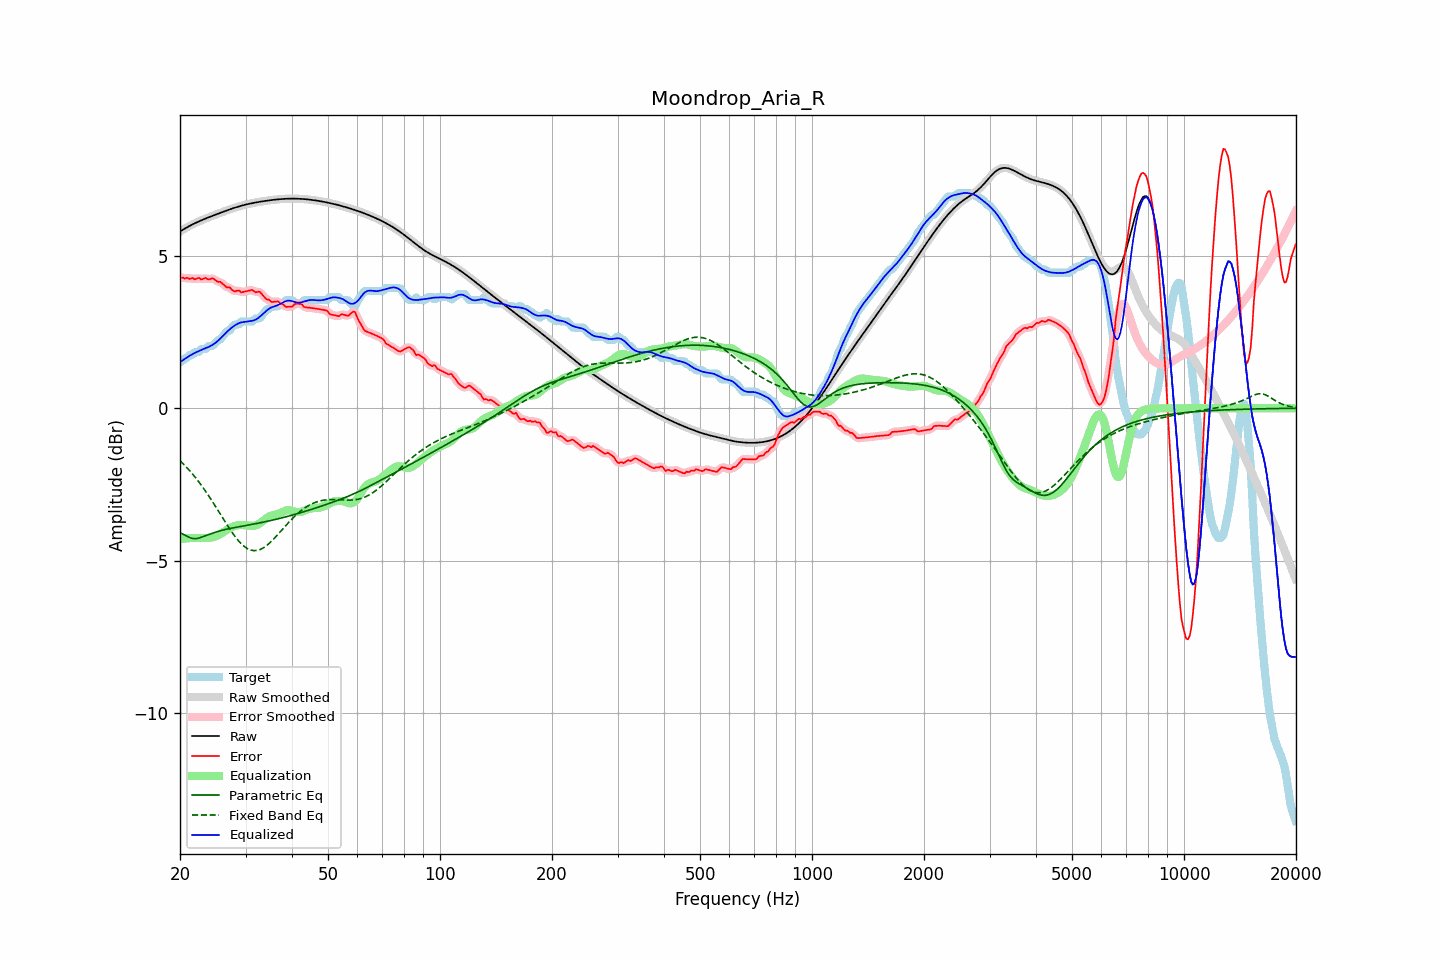 Moondrop_Aria_R
Amplitude (dBr)
5
0
−5
−10
Target
Raw Smoothed
Error Smoothed
Raw
Error
Equalization
Parametric Eq
Fixed Band Eq
Equalized
20 50 100 200 500 1000 2000 5000 10000 20000
Frequency (Hz)